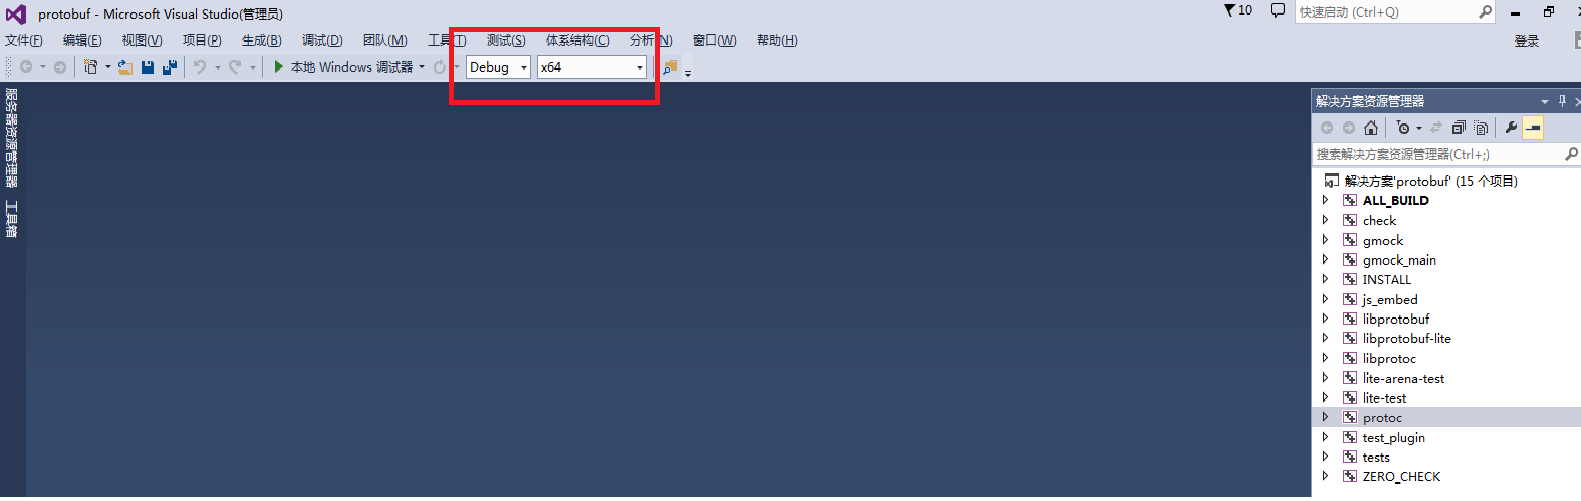 protobuf - Microsoft Visual Studio(管理员)
10
快速启动 (Ctrl+Q)
文件(F) 编辑(E) 视图(V) 项目(P) 生成(B) 调试(D) 团队(M) 工具(T) 测试(S) 体系结构(C) 分析(N) 窗口(W) 帮助(H)
登录
本地 Windows 调试器
Debug
x64
服务器资源管理器
工具箱
解决方案资源管理器
搜索解决方案资源管理器(Ctrl+;)
解决方案'protobuf' (15 个项目)
ALL_BUILD
check
gmock
gmock_main
INSTALL
js_embed
libprotobuf
libprotobuf-lite
libprotoc
lite-arena-test
lite-test
protoc
test_plugin
tests
ZERO_CHECK